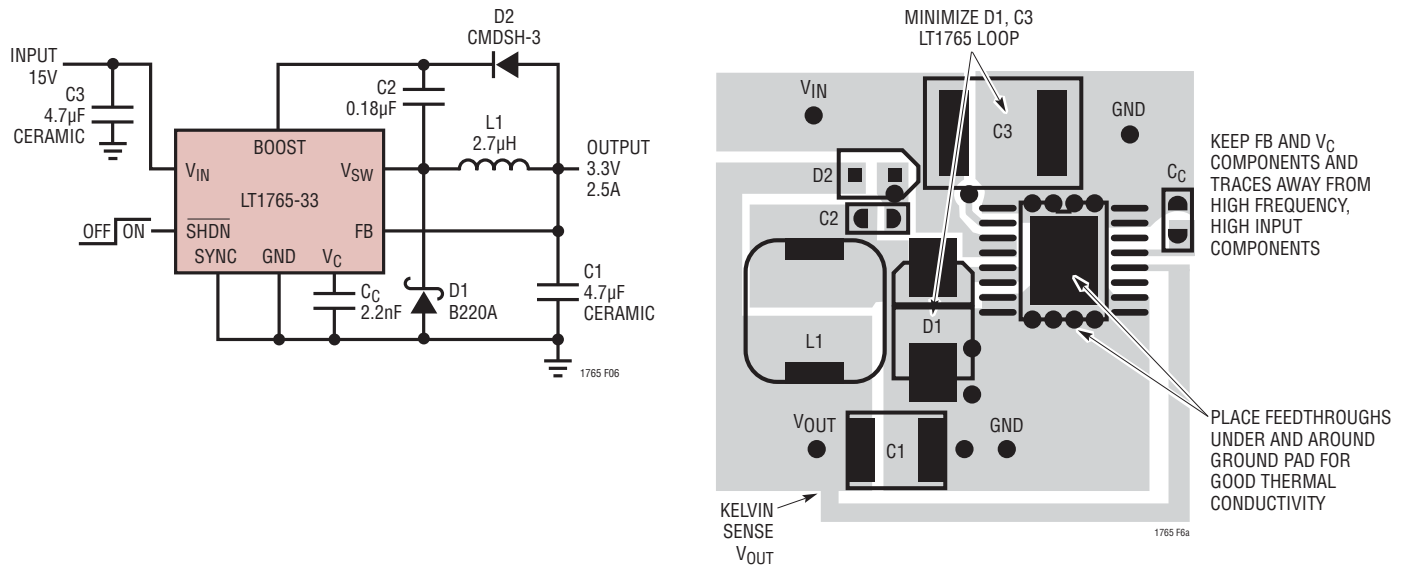 D2
CMDSH-3
INPUT
15V
C3
4.7µF
CERAMIC
C2
0.18µF
L1
2.7µH
OUTPUT
3.3V
2.5A
BOOST
VIN
VSW
LT1765-33
OFF ON
SHDN
FB
SYNC GND VC
CC
2.2nF
D1
B220A
C1
4.7µF
CERAMIC
1765 F06
MINIMIZE D1, C3
LT1765 LOOP
VIN
C3
GND
KEEP FB AND VC
COMPONENTS AND
TRACES AWAY FROM
HIGH FREQUENCY,
HIGH INPUT
COMPONENTS
CC
D2
C2
D1
L1
VOUT
C1
GND
PLACE FEEDTHROUGHS
UNDER AND AROUND
GROUND PAD FOR
GOOD THERMAL
CONDUCTIVITY
KELVIN
SENSE
VOUT
1765 F6a